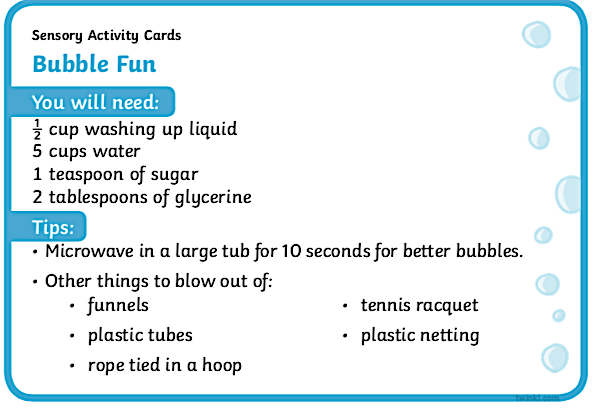 Sensory Activity Cards
Bubble Fun
You will need:
½ cup washing up liquid
5 cups water
1 teaspoon of sugar
2 tablespoons of glycerine
Tips:
• Microwave in a large tub for 10 seconds for better bubbles.
• Other things to blow out of:
• funnels
• plastic tubes
• rope tied in a hoop
• tennis racquet
• plastic netting
twinkl.com